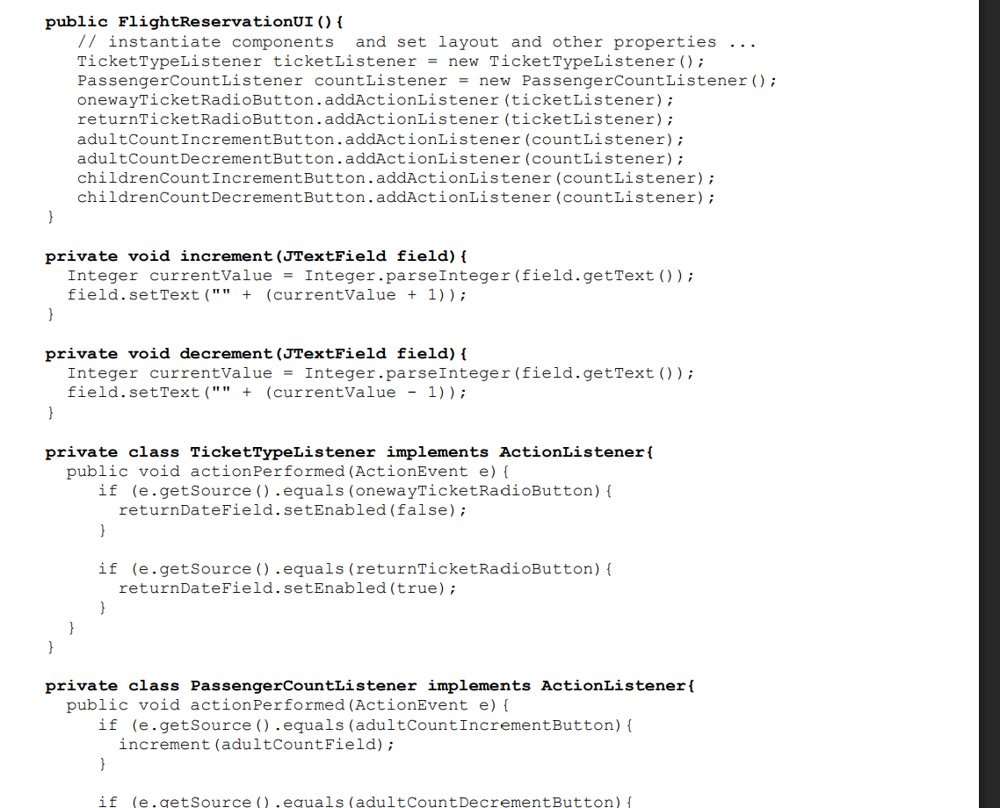 public FlightReservationUI(){
// instantiate components  and set layout and other properties ...
TicketTypeListener ticketListener = new TicketTypeListener();
PassengerCountListener countListener = new PassengerCountListener();
onewayTicketRadioButton.addActionListener(ticketListener);
returnTicketRadioButton.addActionListener(ticketListener);
adultCountIncrementButton.addActionListener(countListener);
adultCountDecrementButton.addActionListener(countListener);
childrenCountIncrementButton.addActionListener(countListener);
childrenCountDecrementButton.addActionListener(countListener);
}
private void increment(JTextField field){
Integer currentValue = Integer.parseInteger(field.getText());
field.setText("" + (currentValue + 1));
}
private void decrement(JTextField field){
Integer currentValue = Integer.parseInteger(field.getText());
field.setText("" + (currentValue - 1));
}
private class TicketTypeListener implements ActionListener{
public void actionPerformed(ActionEvent e){
if (e.getSource().equals(onewayTicketRadioButton){
returnDateField.setEnabled(false);
}
if (e.getSource().equals(returnTicketRadioButton){
returnDateField.setEnabled(true);
}
}
}
private class PassengerCountListener implements ActionListener{
public void actionPerformed(ActionEvent e){
if (e.getSource().equals(adultCountIncrementButton){
increment(adultCountField);
}
if (e.getSource().equals(adultCountDecrementButton){